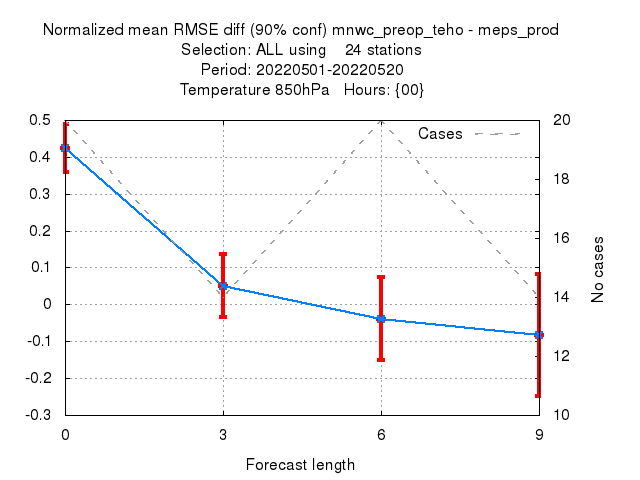 Normalized mean RMSE diff (90% conf) mnwc_preop_teho - meps_prod
Selection: ALL using    24 stations
Period: 20220501-20220520
Temperature 850hPa   Hours: {00}
Cases
0.5
0.4
0.3
0.2
0.1
0
-0.1
-0.2
-0.3
20
18
16
14
12
10
No cases
0 3 6 9
Forecast length